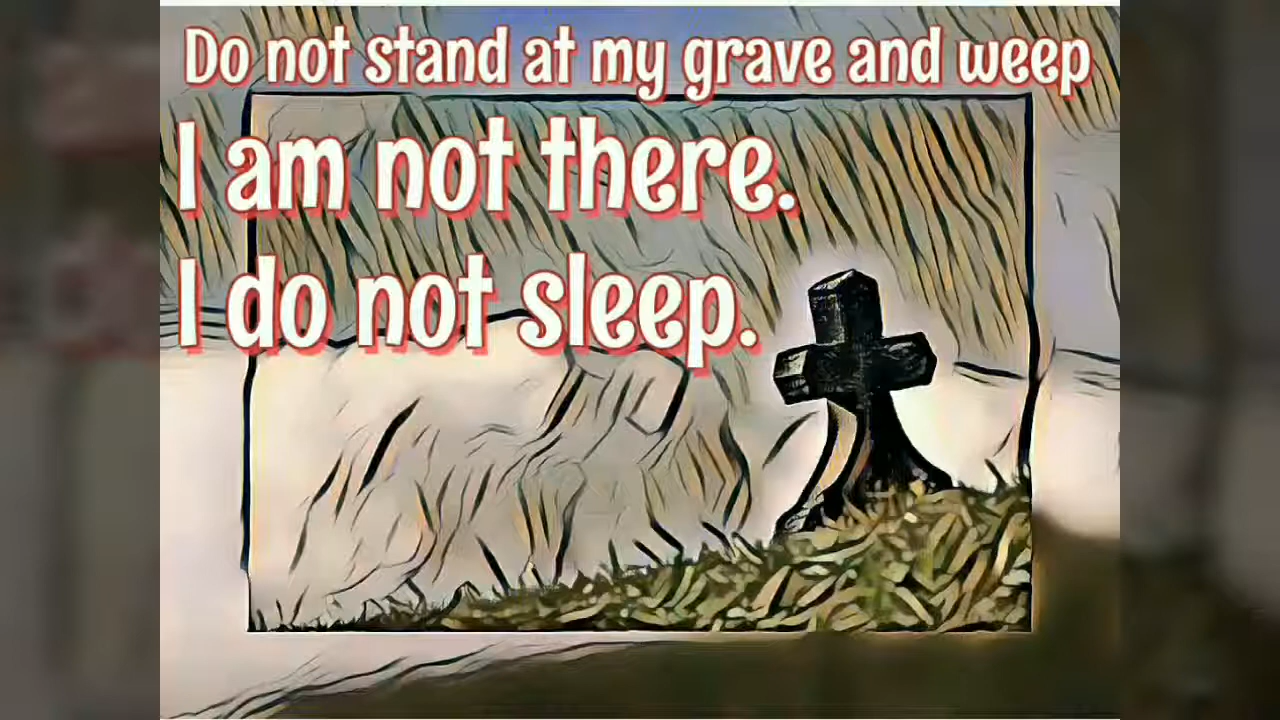 Do not stand at my grave and weep
I am not there.
I do not sleep.